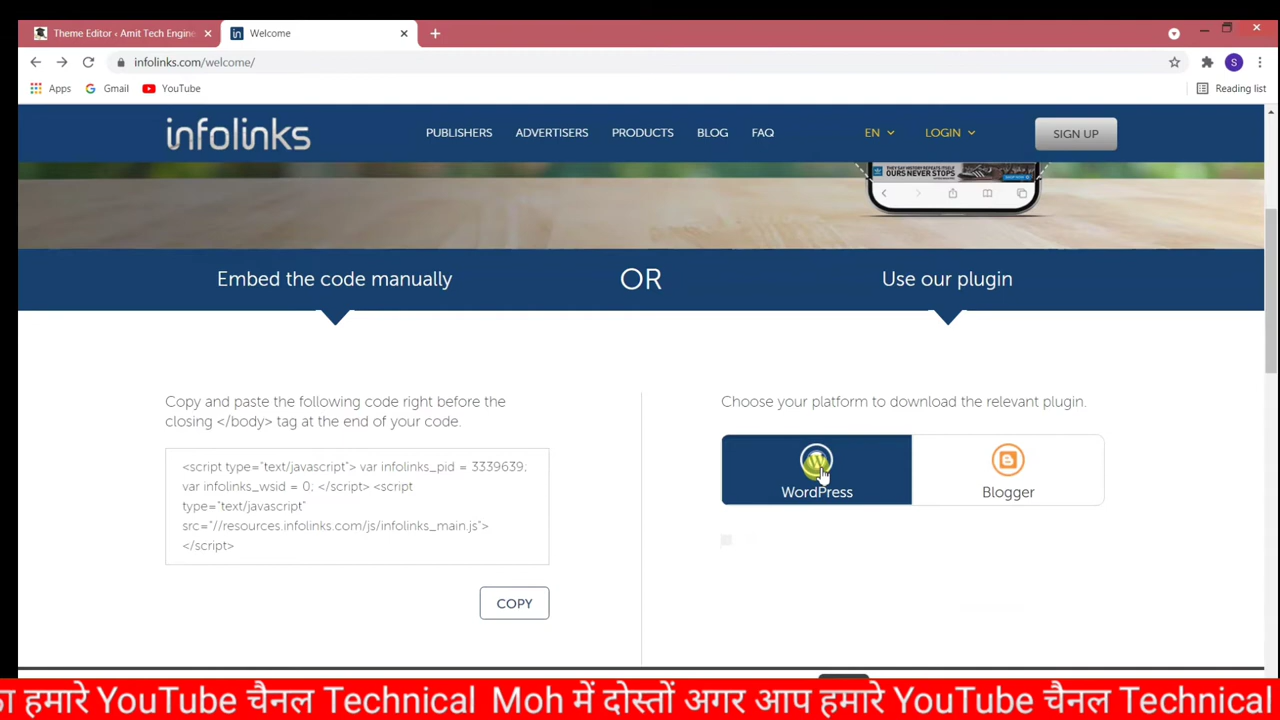 Theme Editor ‹ Amit Tech Engine
Welcome
infolinks.com/welcome/
S
Apps
Gmail
YouTube
Reading list
infolinks
PUBLISHERS
ADVERTISERS
PRODUCTS
BLOG
FAQ
EN
LOGIN
SIGN UP
THEY SAY HISTORY REPEATS ITSELF
OURS NEVER STOPS
Embed the code manually
OR
Use our plugin
Copy and paste the following code right before the
closing </body> tag at the end of your code.
<script type="text/javascript"> var infolinks_pid = 3339639;
var infolinks_wsid = 0; </script> <script
type="text/javascript"
src="//resources.infolinks.com/js/infolinks_main.js">
</script>
COPY
Choose your platform to download the relevant plugin.
WordPress
Blogger
का हमारे YouTube चैनल Technical Moh में दोस्तों अगर आप हमारे YouTube चैनल Technical